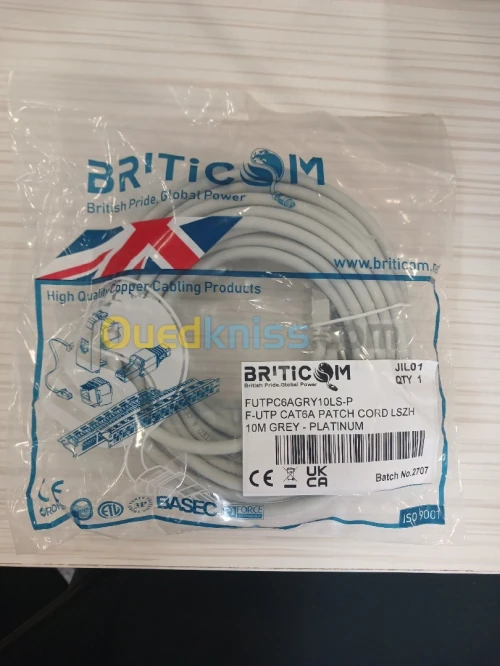 BRITICOM
British Pride, Global Power
www.briticom.
High Quality Copper Cabling Products
Ouedkniss.com
BRITICOM
British Pride, Global Power
JIL01
QTY 1
FUTPC6AGRY10LS-P
F-UTP CAT6A PATCH CORD LSZH
10M GREY - PLATINUM
CE
UK
CA
Batch No.2707
CE
ETL
3P
BASEC
FORCE
ISO 9001